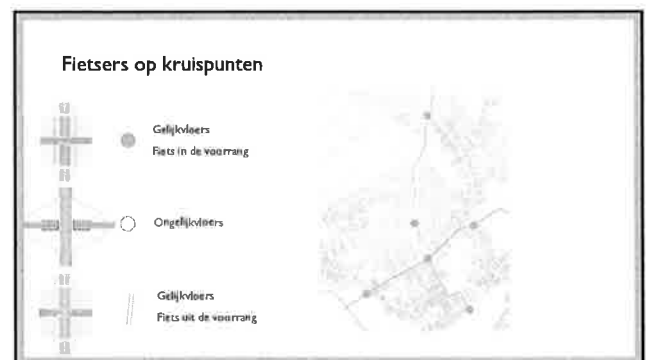 Fietsers op kruispunten
Gelijkvloers
Fiets in de voorrang
Ongelijkvloers
Gelijkvloers
Fiets uit de voorrang